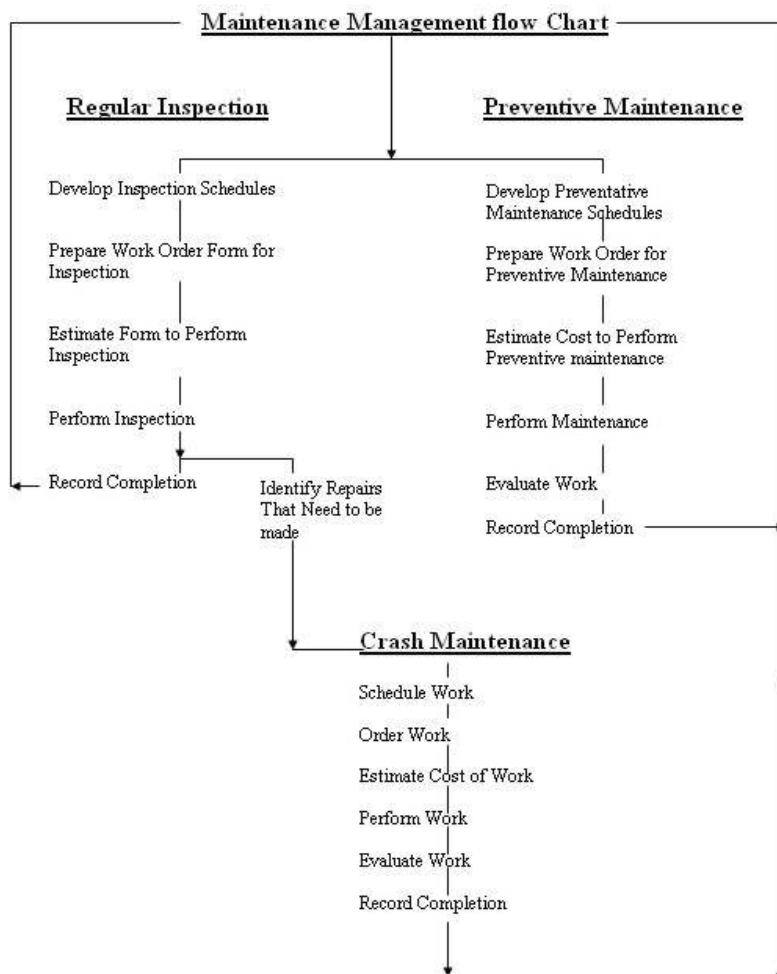 Maintenance Management flow Chart
Regular Inspection
Develop Inspection Schedules
Prepare Work Order Form for
Inspection
Estimate Form to Perform
Inspection
Perform Inspection
Record Completion
Identify Repairs
That Need to be
made
Preventive Maintenance
Develop Preventative
Maintenance Schedules
Prepare Work Order for
Preventive Maintenance
Estimate Cost to Perform
Preventive maintenance
Perform Maintenance
Evaluate Work
Record Completion
Crash Maintenance
Schedule Work
Order Work
Estimate Cost of Work
Perform Work
Evaluate Work
Record Completion